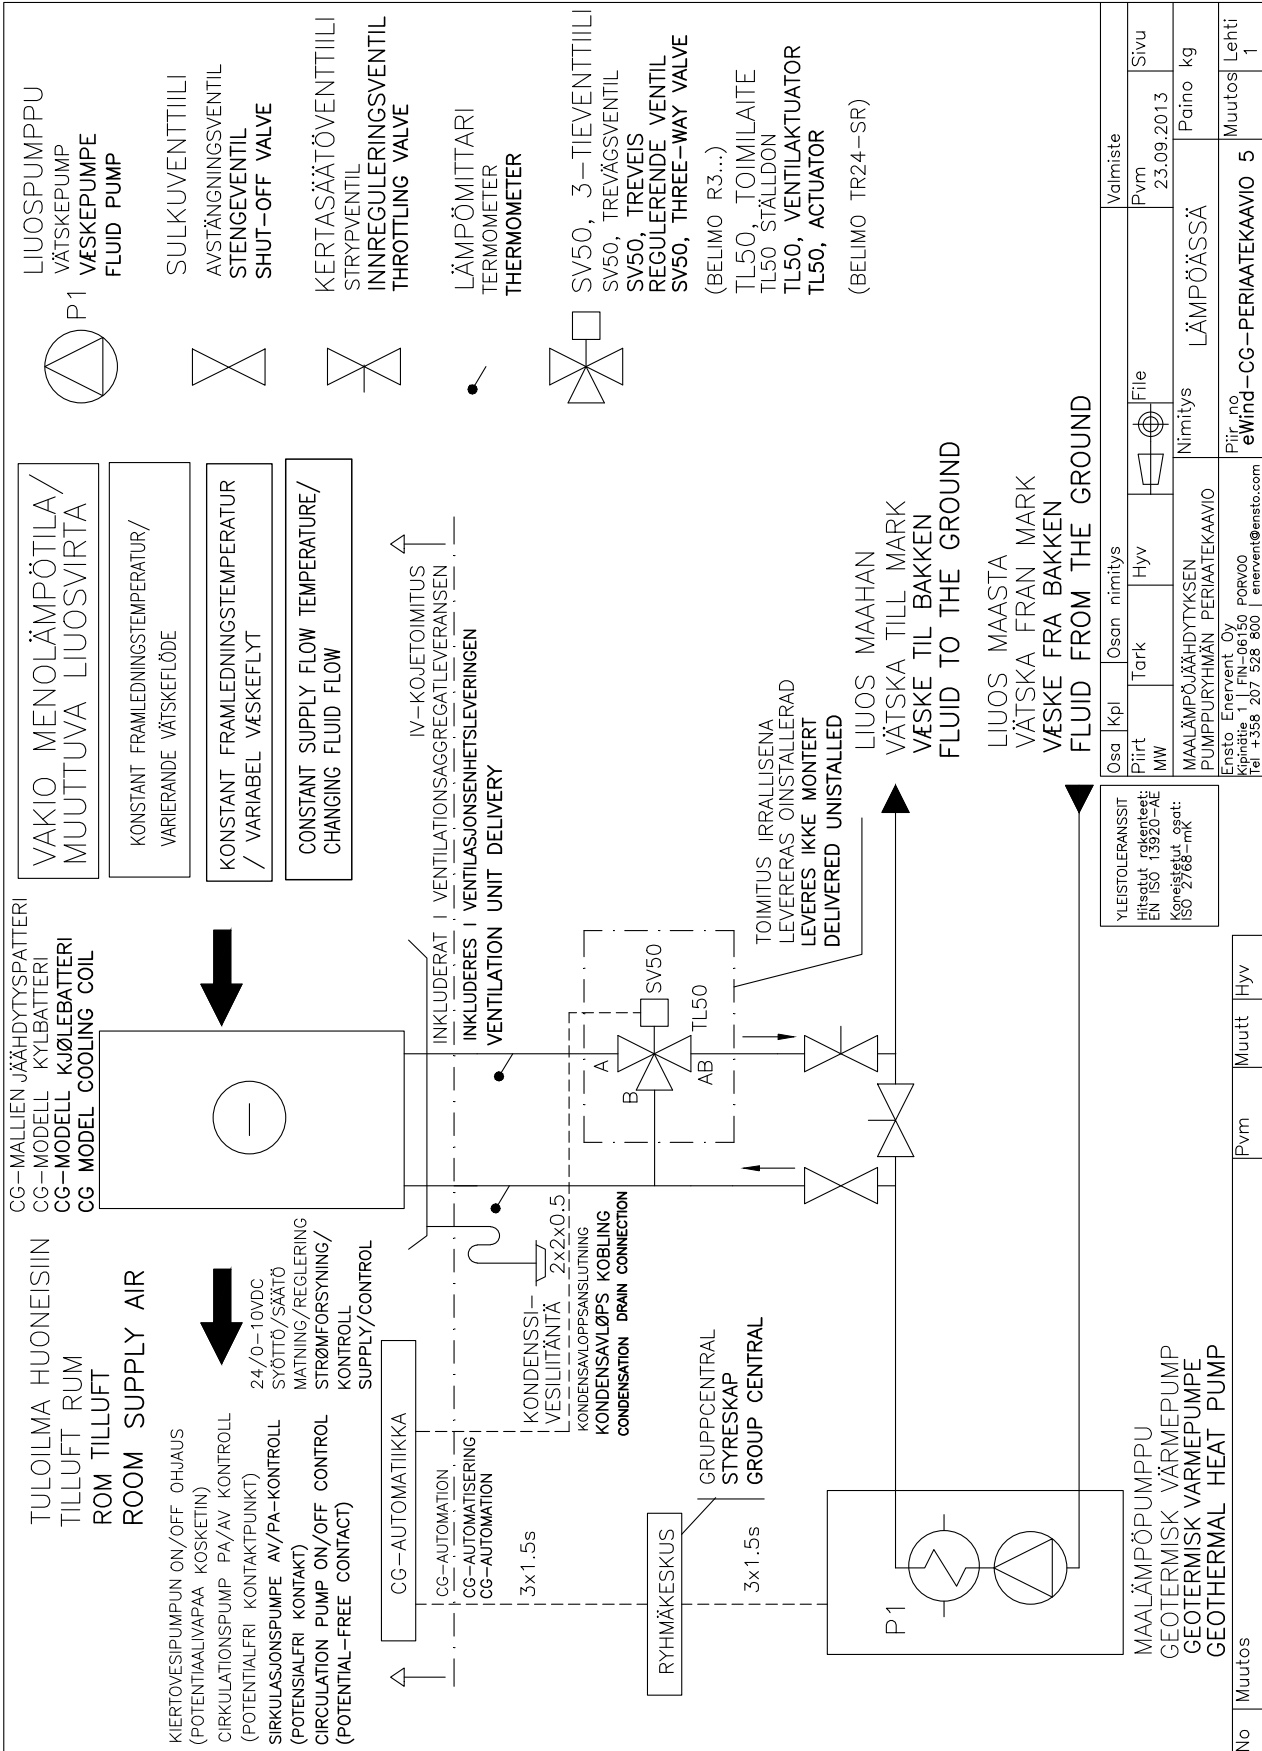 TULOILMA HUONEISIIN
TILLUFT RUM
ROM TILLUFT
ROOM SUPPLY AIR
CG-MALLIEN JÄÄHDYTYSPATTERI
CG-MODELL KYLBATTERI
CG-MODELL KJØLEBATTERI
CG MODEL COOLING COIL
VAKIO MENOLÄMPÖTILA/
MUUTTUVA LIUOSVIRTA
KONSTANT FRAMLEDNINGSTEMPERATUR/
VARIERANDE VÄTSKEFLÖDE
KONSTANT FRAMLEDNINGSTEMPERATUR
/ VARIABEL VÆSKEFLYT
CONSTANT SUPPLY FLOW TEMPERATURE/
CHANGING FLUID FLOW
P1
LIUOSPUMPPU
VÄTSKEPUMP
VÆSKEPUMPE
FLUID PUMP
SULKUVENTTIILI
AVSTÄNGNINGSVENTIL
STENGEVENTIL
SHUT-OFF VALVE
KERTASÄÄTÖVENTTIILI
STRYPVENTIL
INNREGULERINGSVENTIL
THROTTLING VALVE
LÄMPÖMITTARI
TERMOMETER
THERMOMETER
SV50, 3-TIEVENTTIILI
SV50, TREVÄGSVENTIL
SV50, TREVEIS
REGULERENDE VENTIL
SV50, THREE-WAY VALVE
(BELIMO R3...)
TL50, TOIMILAITE
TL50 STÄLLDON
TL50, VENTILAKTUATOR
TL50, ACTUATOR
(BELIMO TR24-SR)
KIERTOVESIPUMPUN ON/OFF OHJAUS
(POTENTIAALIVAPAA KOSKETIN)
CIRKULATIONSPUMP PA/AV KONTROLL
(POTENTIALFRI KONTAKTPUNKT)
SIRKULASJONSPUMPE AV/PA-KONTROLL
(POTENSIALFRI KONTAKT)
CIRCULATION PUMP ON/OFF CONTROL
(POTENTIAL-FREE CONTACT)
24/0-10VDC
SYÖTTÖ/SÄÄTÖ
MATNING/REGLERING
STRØMFORSYNING/
KONTROLL
SUPPLY/CONTROL
CG-AUTOMATIIKKA
CG-AUTOMATION
CG-AUTOMATISERING
CG-AUTOMATION
3x1.5s
IV-KOJETOIMITUS
INKLUDERAT I VENTILATIONSAGGREGATLEVERANSEN
INKLUDERES I VENTILASJONSENHETSLEVERINGEN
VENTILATION UNIT DELIVERY
KONDENSSI-
VESILIITÄNTÄ
2x2x0.5
KONDENSAVLOPPSANSLUTNING
KONDENSAVLØPS KOBLING
CONDENSATION DRAIN CONNECTION
A
B
AB
SV50
TL50
TOIMITUS IRRALLISENA
LEVERERAS OINSTALLERAD
LEVERES IKKE MONTERT
DELIVERED UNISTALLED
RYHMÄKESKUS
GRUPPCENTRAL
STYRESKAP
GROUP CENTRAL
3x1.5s
P1
LIUOS MAAHAN
VÄTSKA TILL MARK
VÆSKE TIL BAKKEN
FLUID TO THE GROUND
LIUOS MAASTA
VÄTSKA FRAN MARK
VÆSKE FRA BAKKEN
FLUID FROM THE GROUND
MAALÄMPÖPUMPPU
GEOTERMISK VÄRMEPUMP
GEOTERMISK VARMEPUMPE
GEOTHERMAL HEAT PUMP
YLEISTOLERANSSIT
Hitsatut rakenteet:
EN ISO 13920-AE
Koneistetut osat:
ISO 2768-mK
Osa Kpl Osan nimitys Valmiste
Piirt Tark Hyv File Pvm Sivu
MW 23.09.2013
MAALÄMPÖJÄÄHDYTYKSEN
PUMPPURYHMÄN PERIAATEKAAVIO
Nimitys
LÄMPÖÄSSÄ
Paino kg
Ensto Enervent Oy
Kipinätie 1 | FIN-06150 PORVOO
Tel +358 207 528 800 | enervent@ensto.com
Piir no
eWind-CG-PERIAATEKAAVIO 5
Muutos Lehti
1
No Muutos Pvm Muutt Hyv